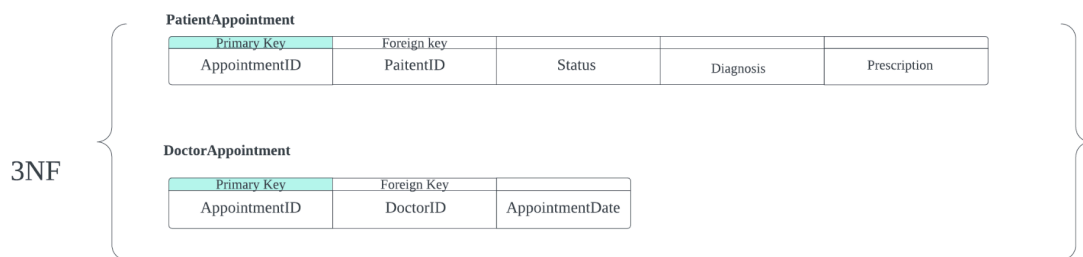 PatientAppointment
Primary Key Foreign key
AppointmentID PaitentID Status Diagnosis Prescription
3NF
DoctorAppointment
Primary Key Foreign Key
AppointmentID DoctorID AppointmentDate